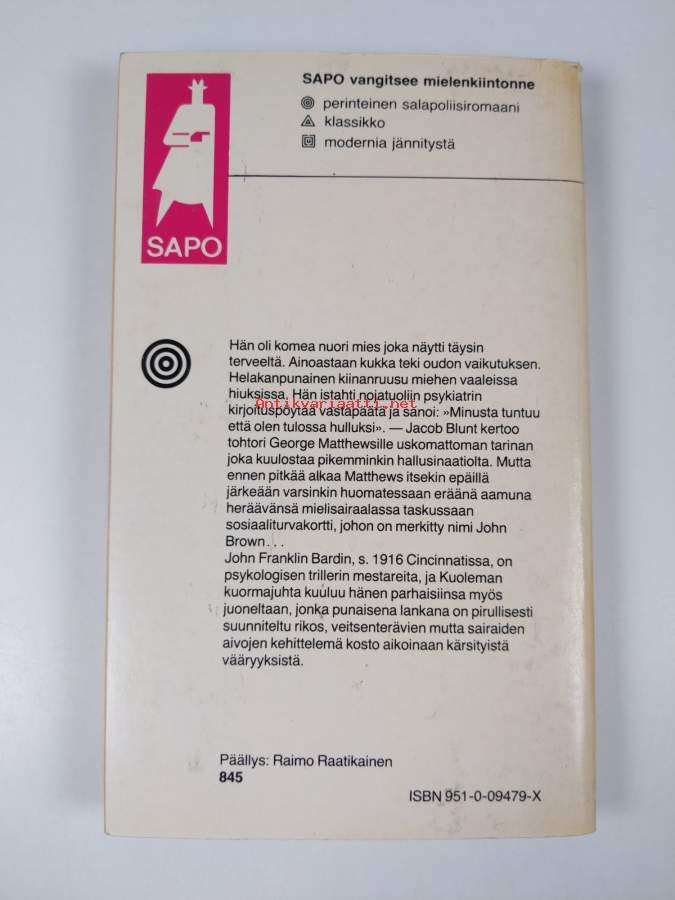 SAPO
SAPO vangitsee mielenkiintonne
perinteinen salapoliisiromaani
klassikko
modernia jännitystä
Hän oli komea nuori mies joka näytti täysin
terveeltä. Ainoastaan kukka teki oudon vaikutuksen.
Helakanpunainen kiinanruusu miehen vaaleissa
hiuksissa. Hän istahti nojatuoliin psykiatrin
Antikvariaatti.net
kirjoituspöytää vastapäätä ja sanoi: »Minusta tuntuu
että olen tulossa hulluksi». — Jacob Blunt kertoo
tohtori George Matthewsille uskomattoman tarinan
joka kuulostaa pikemminkin hallusinaatiolta. Mutta
ennen pitkää alkaa Matthews itsekin epäillä
järkeään varsinkin huomatessaan eräänä aamuna
heräävänsä mielisairaalassa taskussaan
sosiaaliturvakortti, johon on merkitty nimi John
Brown...
John Franklin Bardin, s. 1916 Cincinnatissa, on
psykologisen trillerin mestareita, ja Kuoleman
kuormajuhta kuuluu hänen parhaisiinsa myös
juoneltaan, jonka punaisena lankana on pirullisesti
suunniteltu rikos, veitsenterävien mutta sairaiden
aivojen kehittelemä kosto aikoinaan kärsityistä
vääryyksistä.
Päällys: Raimo Raatikainen
845
ISBN 951-0-09479-X